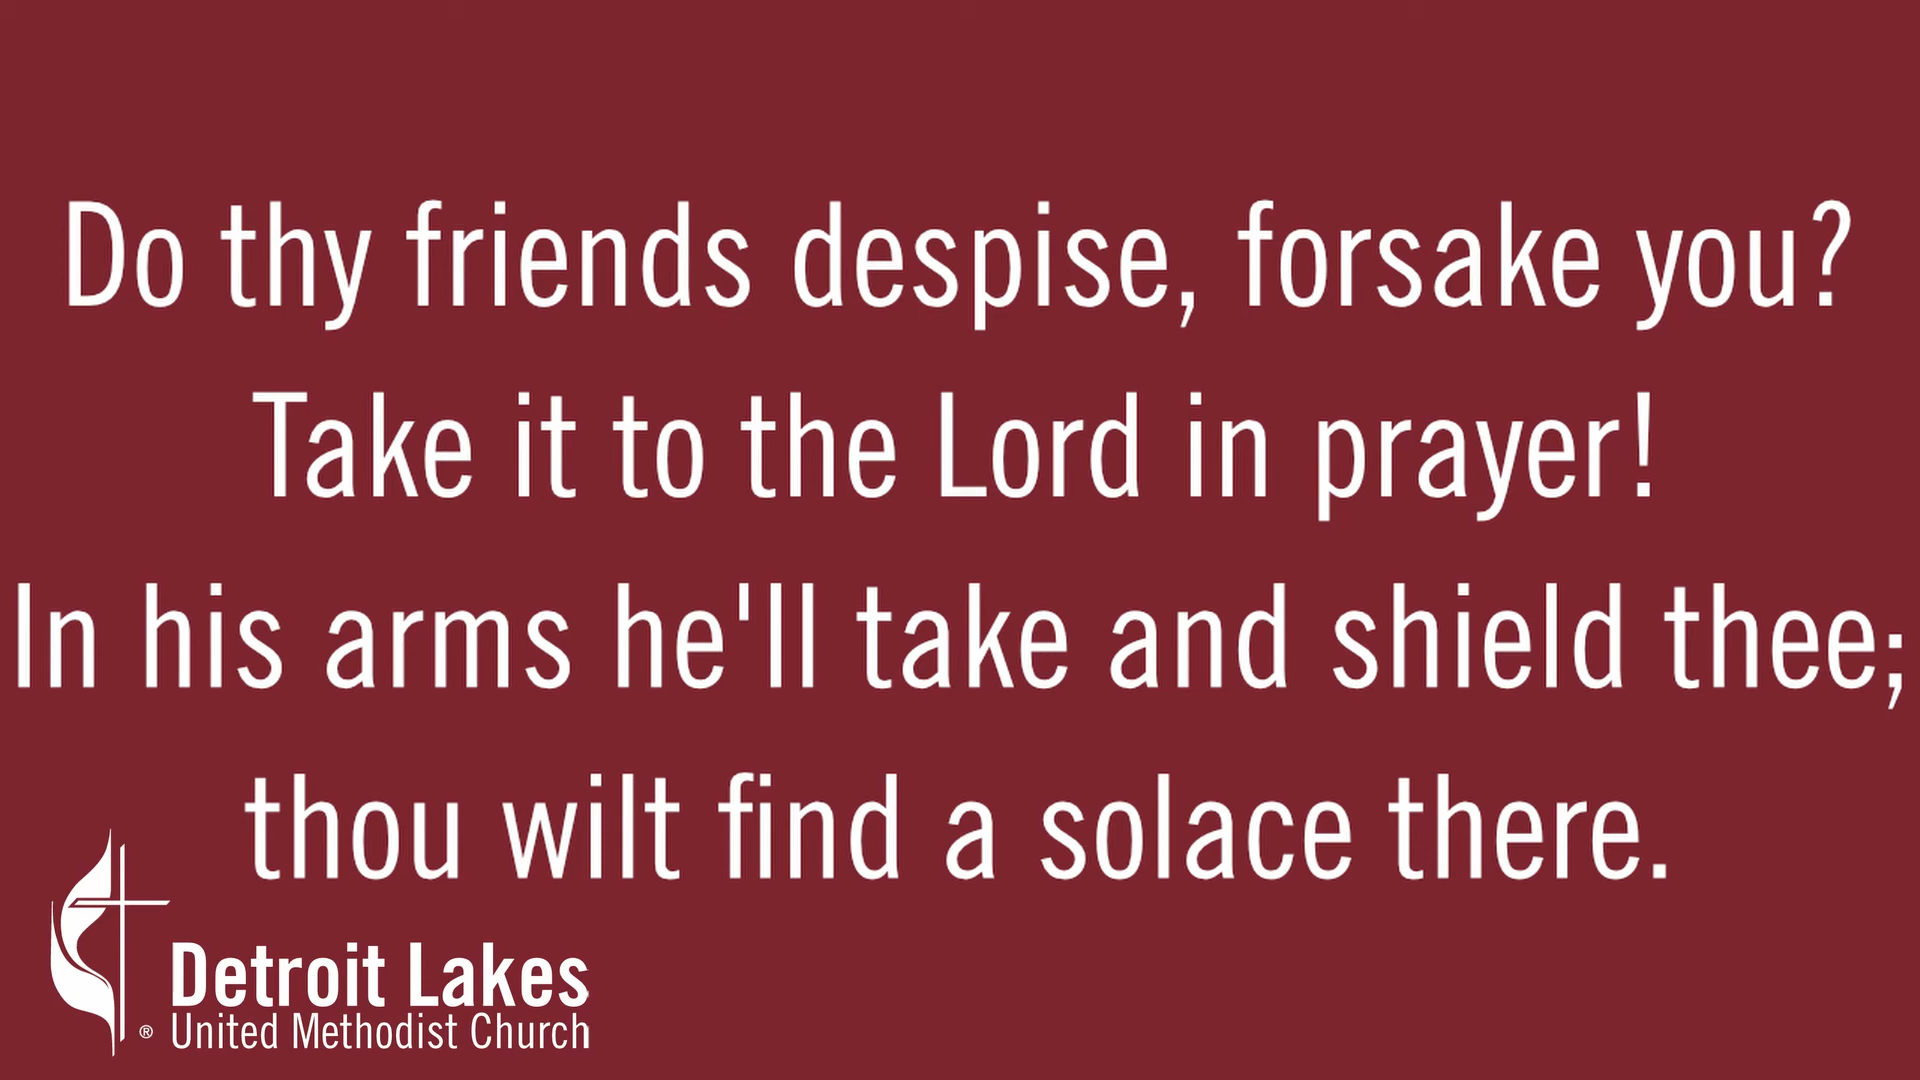 Do thy friends despise, forsake you?
Take it to the Lord in prayer!
In his arms he'll take and shield thee;
thou wilt find a solace there.
Detroit Lakes
® United Methodist Church